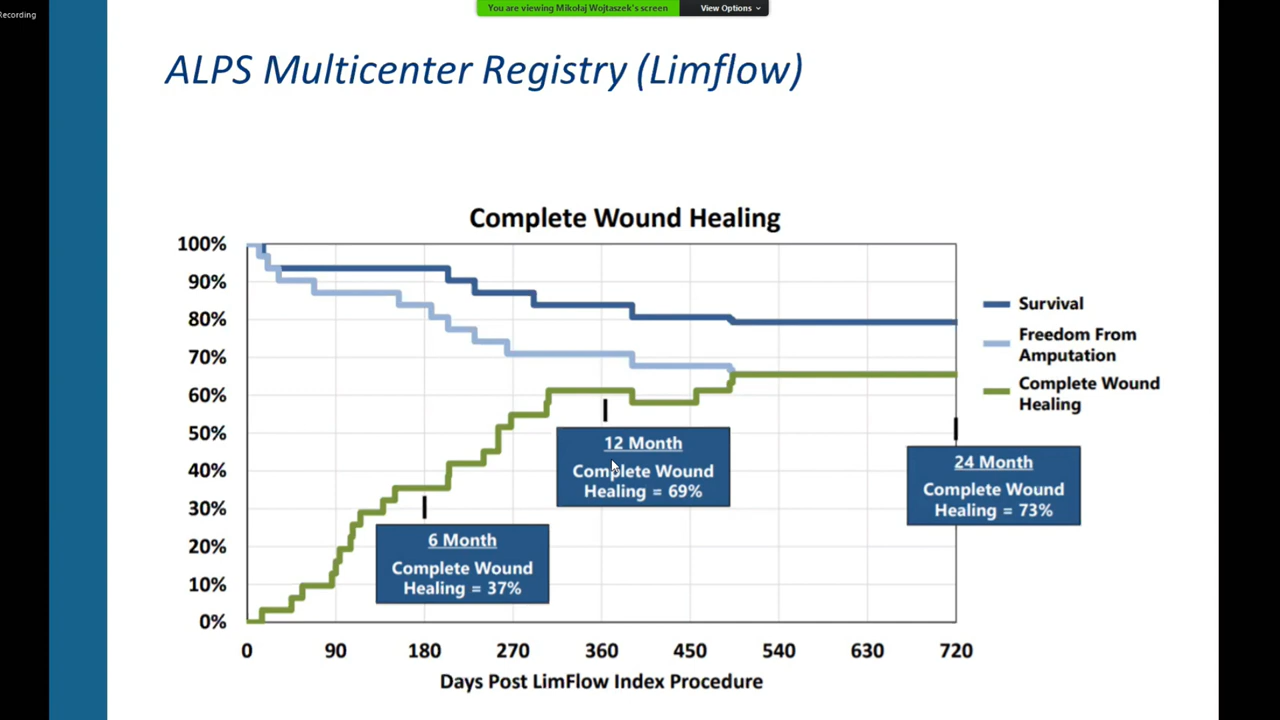 Recording
You are viewing Mikołaj Wojtaszek's screen
View Options
ALPS Multicenter Registry (Limflow)
Complete Wound Healing
100%
90%
80%
70%
60%
50%
40%
30%
20%
10%
0%
0 90 180 270 360 450 540 630 720
Days Post LimFlow Index Procedure
Survival
Freedom From
Amputation
Complete Wound
Healing
6 Month
Complete Wound
Healing = 37%
12 Month
Complete Wound
Healing = 69%
24 Month
Complete Wound
Healing = 73%